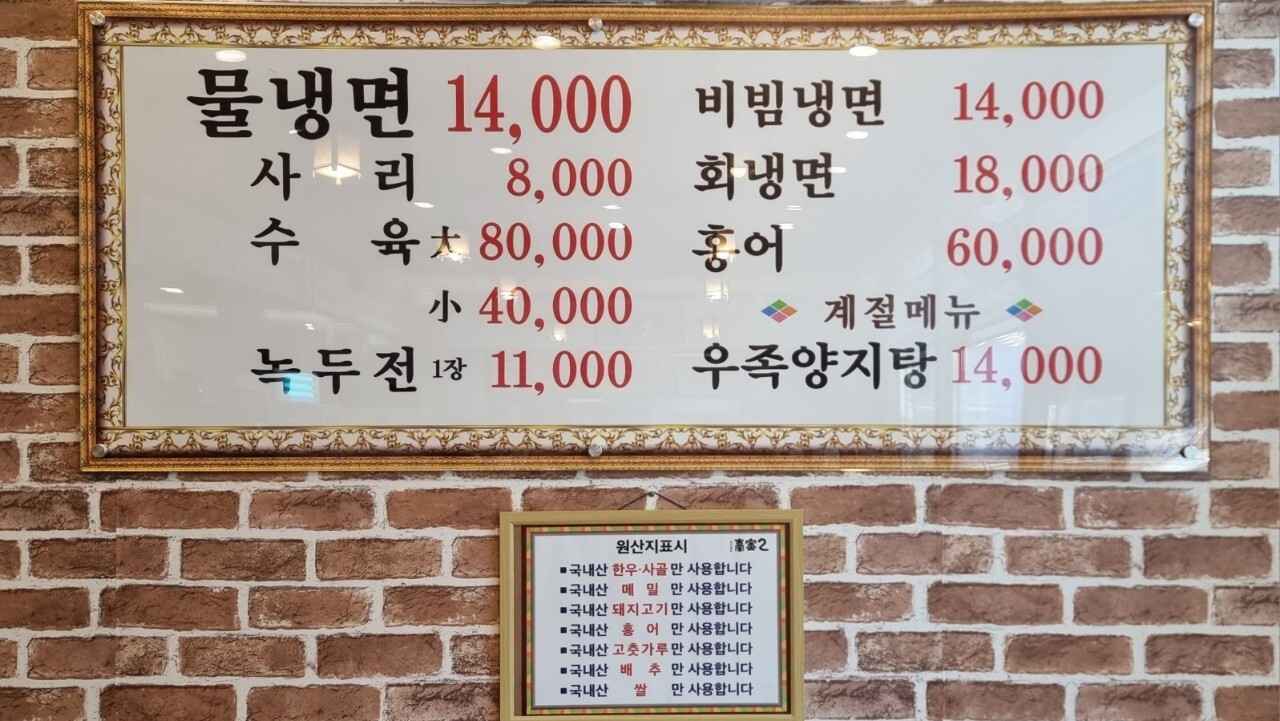 물냉면 14,000
사리 8,000
수육 大 80,000
小 40,000
녹두전 1장 11,000
비빔냉면 14,000
회냉면 18,000
홍어 60,000
계절메뉴
우족양지탕 14,000
원산지표시
■국내산 한우·사골만 사용합니다
■국내산 메밀 만 사용합니다
■국내산 돼지고기만 사용합니다
■국내산 홍어 만 사용합니다
■국내산 고춧가루만 사용합니다
■국내산 배추 만 사용합니다
■국내산 쌀 만 사용합니다